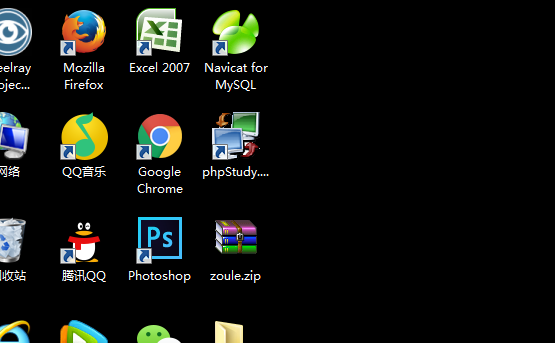 eelray
ojec...
Mozilla
Firefox
Excel 2007
Navicat for
MySQL
网络
QQ音乐
Google
Chrome
phpStudy....
收站
腾讯QQ
Ps
Photoshop
zoule.zip